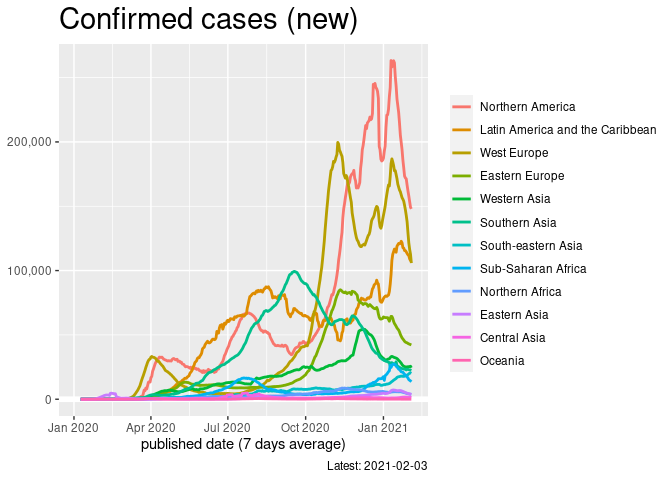 Confirmed cases (new)
200,000
100,000
0
Jan 2020
Apr 2020
Jul 2020
Oct 2020
Jan 2021
published date (7 days average)
Latest: 2021-02-03
Northern America
Latin America and the Caribbean
West Europe
Eastern Europe
Western Asia
Southern Asia
South-eastern Asia
Sub-Saharan Africa
Northern Africa
Eastern Asia
Central Asia
Oceania